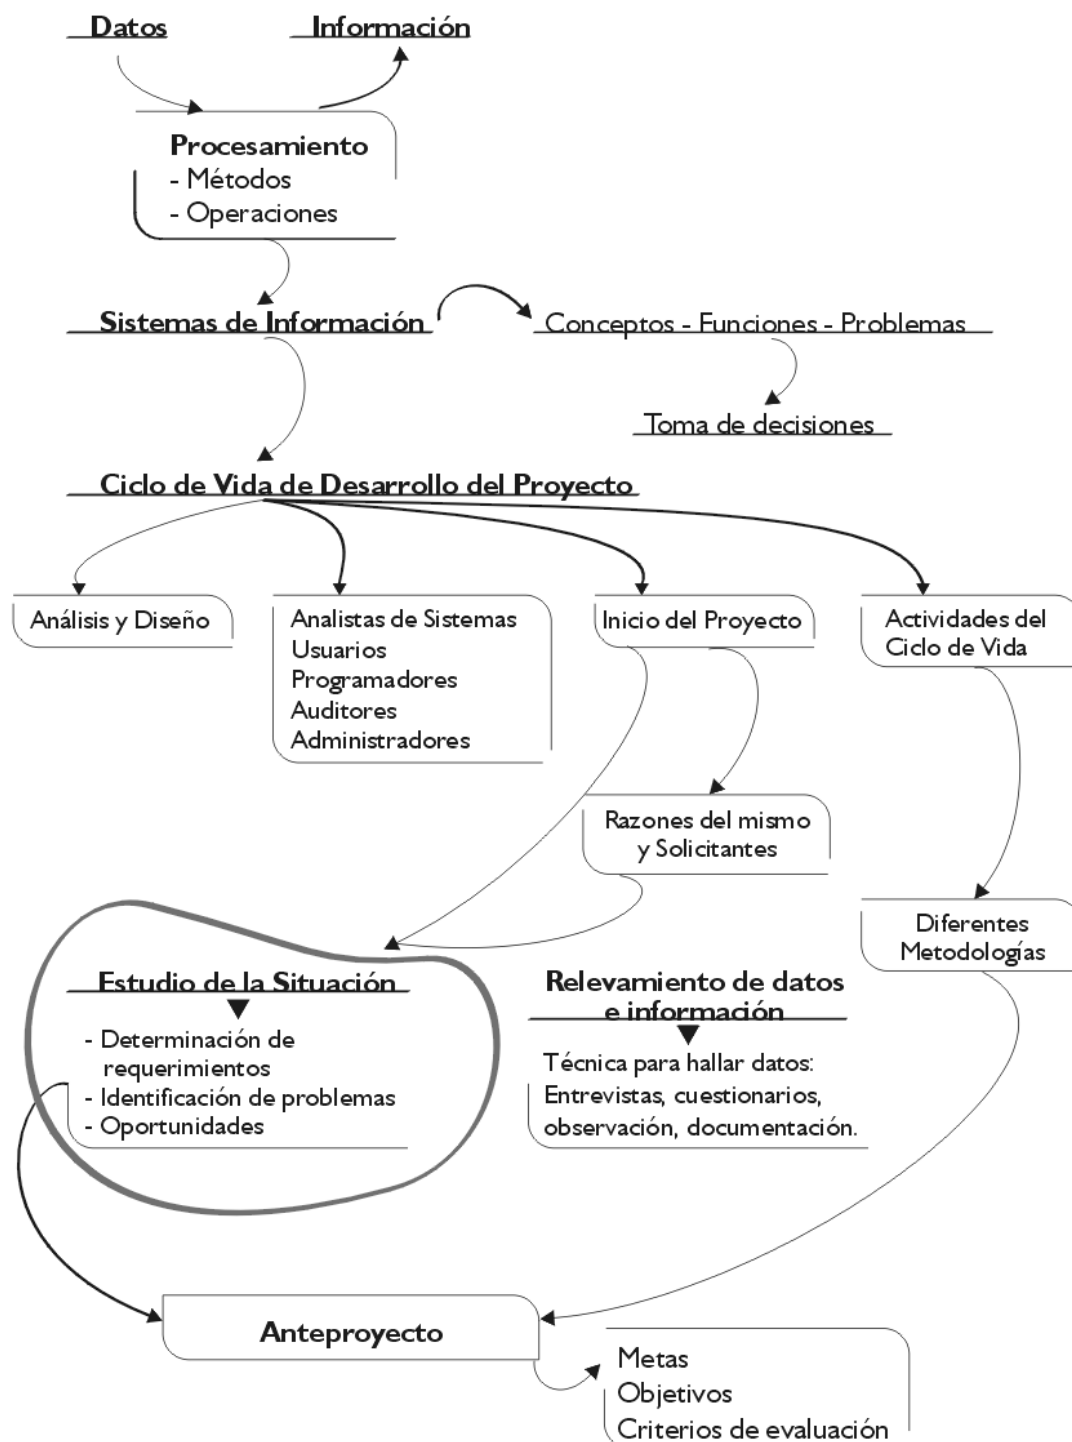 Datos
Información
Procesamiento
- Métodos
- Operaciones
Sistemas de Información
Conceptos - Funciones - Problemas
Toma de decisiones
Ciclo de Vida de Desarrollo del Proyecto
Análisis y Diseño
Analistas de Sistemas
Usuarios
Programadores
Auditores
Administradores
Inicio del Proyecto
Actividades del
Ciclo de Vida
Razones del mismo
y Solicitantes
Diferentes
Metodologías
Estudio de la Situación
- Determinación de
requerimientos
- Identificación de problemas
- Oportunidades
Relevamiento de datos
e información
Técnica para hallar datos:
Entrevistas, cuestionarios,
observación, documentación.
Anteproyecto
Metas
Objetivos
Criterios de evaluación